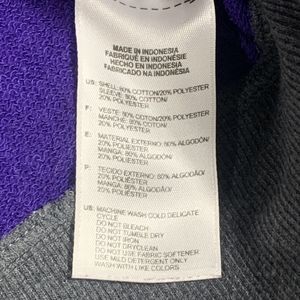 MADE IN INDONESIA
FABRIQUÉ EN INDONÉSIE
HECHO EN INDONESIA
FABRICADO NA INDONÉSIA
US: SHELL: 80% COTTON/20% POLYESTER
SLEEVE: 80% COTTON/
20% POLYESTER
F: VESTE: 80% COTON/20% POLYESTER
MANCHE: 80% COTON/
20% POLYESTER
E: MATERIAL EXTERNO: 80% ALGODÓN/
20% POLIÉSTER
MANGA: 80% ALGODÓN/
20% POLIÉSTER
P: TECIDO EXTERNO: 80% ALGODÃO/
20% POLIÉSTER
MANGA: 80% ALGODÃO/
20% POLIÉSTER
US: MACHINE WASH COLD DELICATE
CYCLE
DO NOT BLEACH
DO NOT TUMBLE DRY
DO NOT IRON
DO NOT DRYCLEAN
DO NOT USE FABRIC SOFTENER
USE MILD DETERGENT ONLY
WASH WITH LIKE COLORS